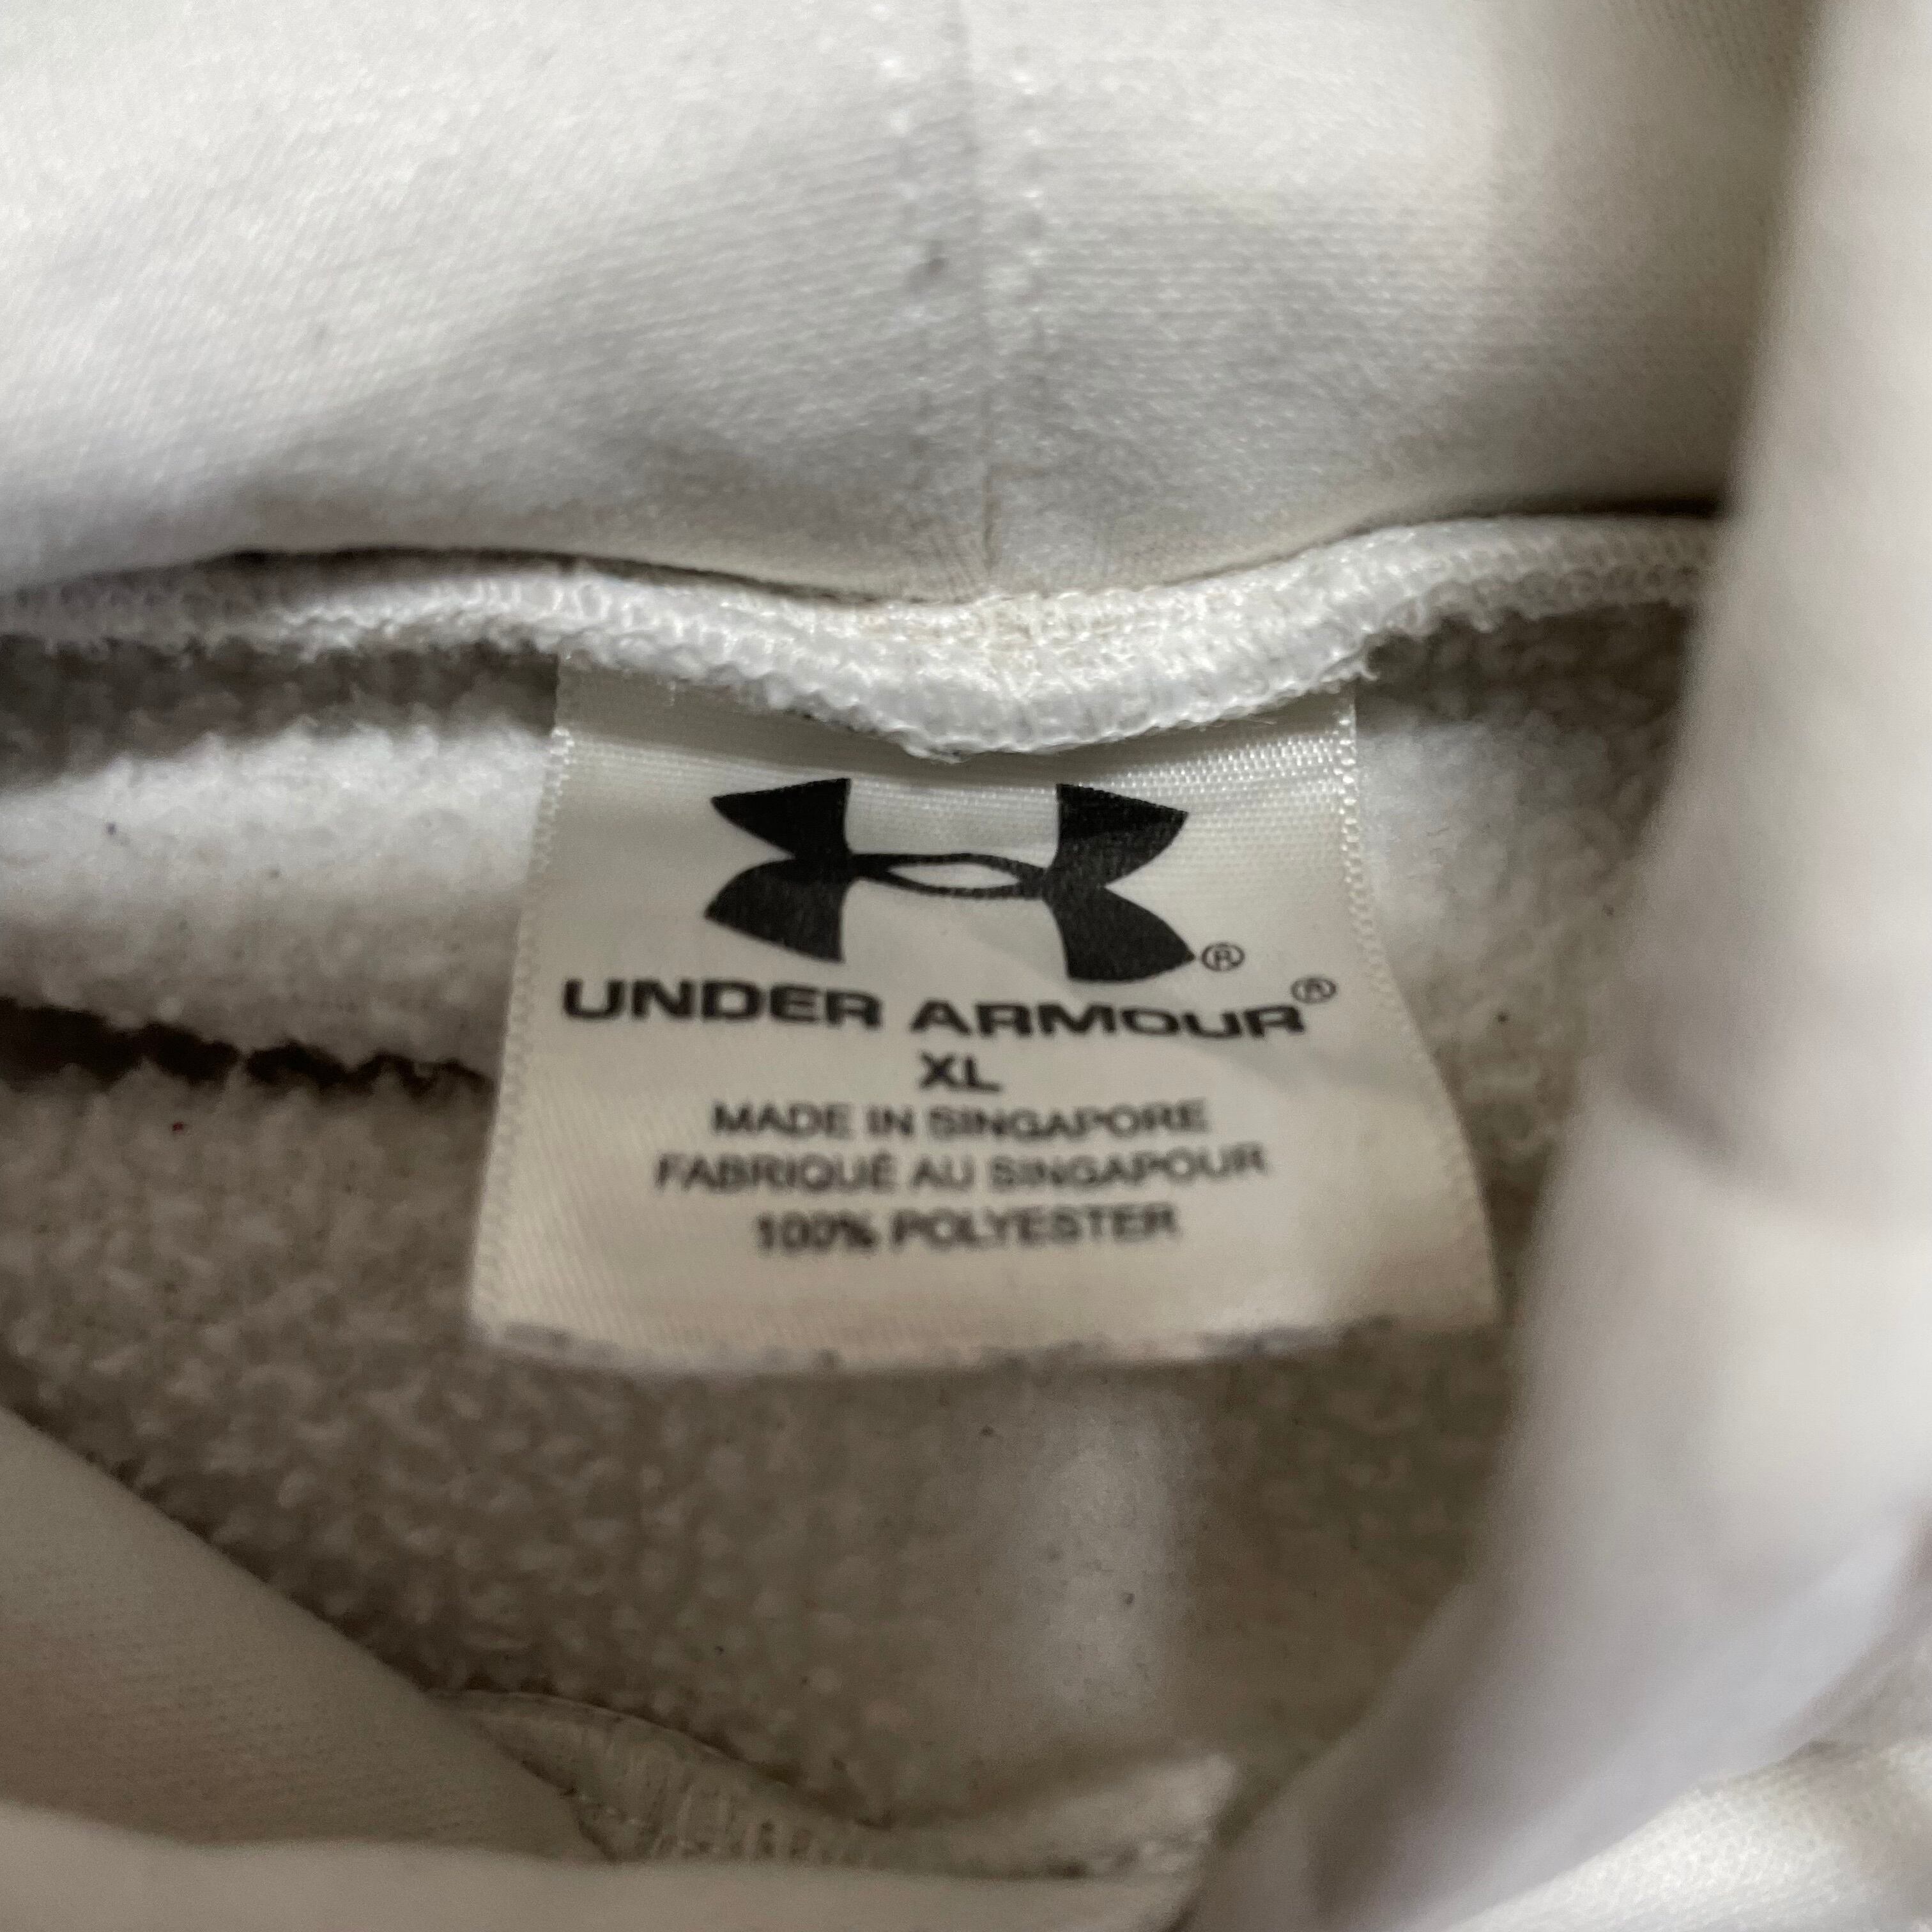 ®
UNDER ARMOUR®
XL
MADE IN SINGAPORE
FABRIQUÉ AU SINGAPOUR
100% POLYESTER